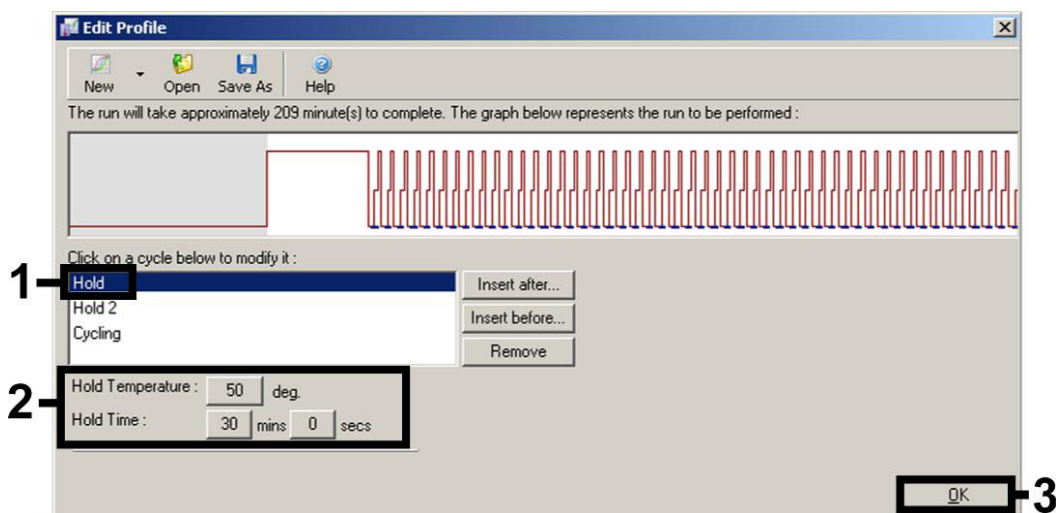 Edit Profile
New Open Save As Help
The run will take approximately 209 minute(s) to complete. The graph below represents the run to be performed :
Click on a cycle below to modify it :
1 Hold Insert after...
Hold 2 Insert before...
Cycling
Remove
2 Hold Temperature : 50 deg.
Hold Time : 30 mins 0 secs
OK 3